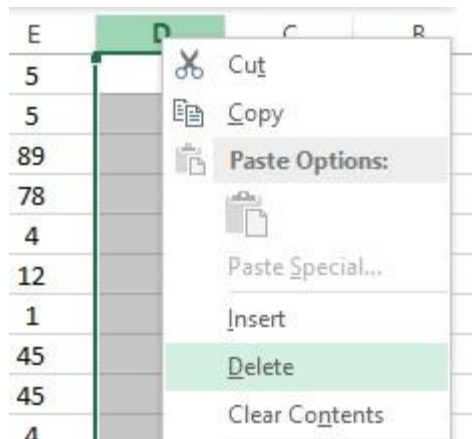 E D C B
5
5
89
78
4
12
1
45
45
4
Cut
Copy
Paste Options:
Paste Special...
Insert
Delete
Clear Contents